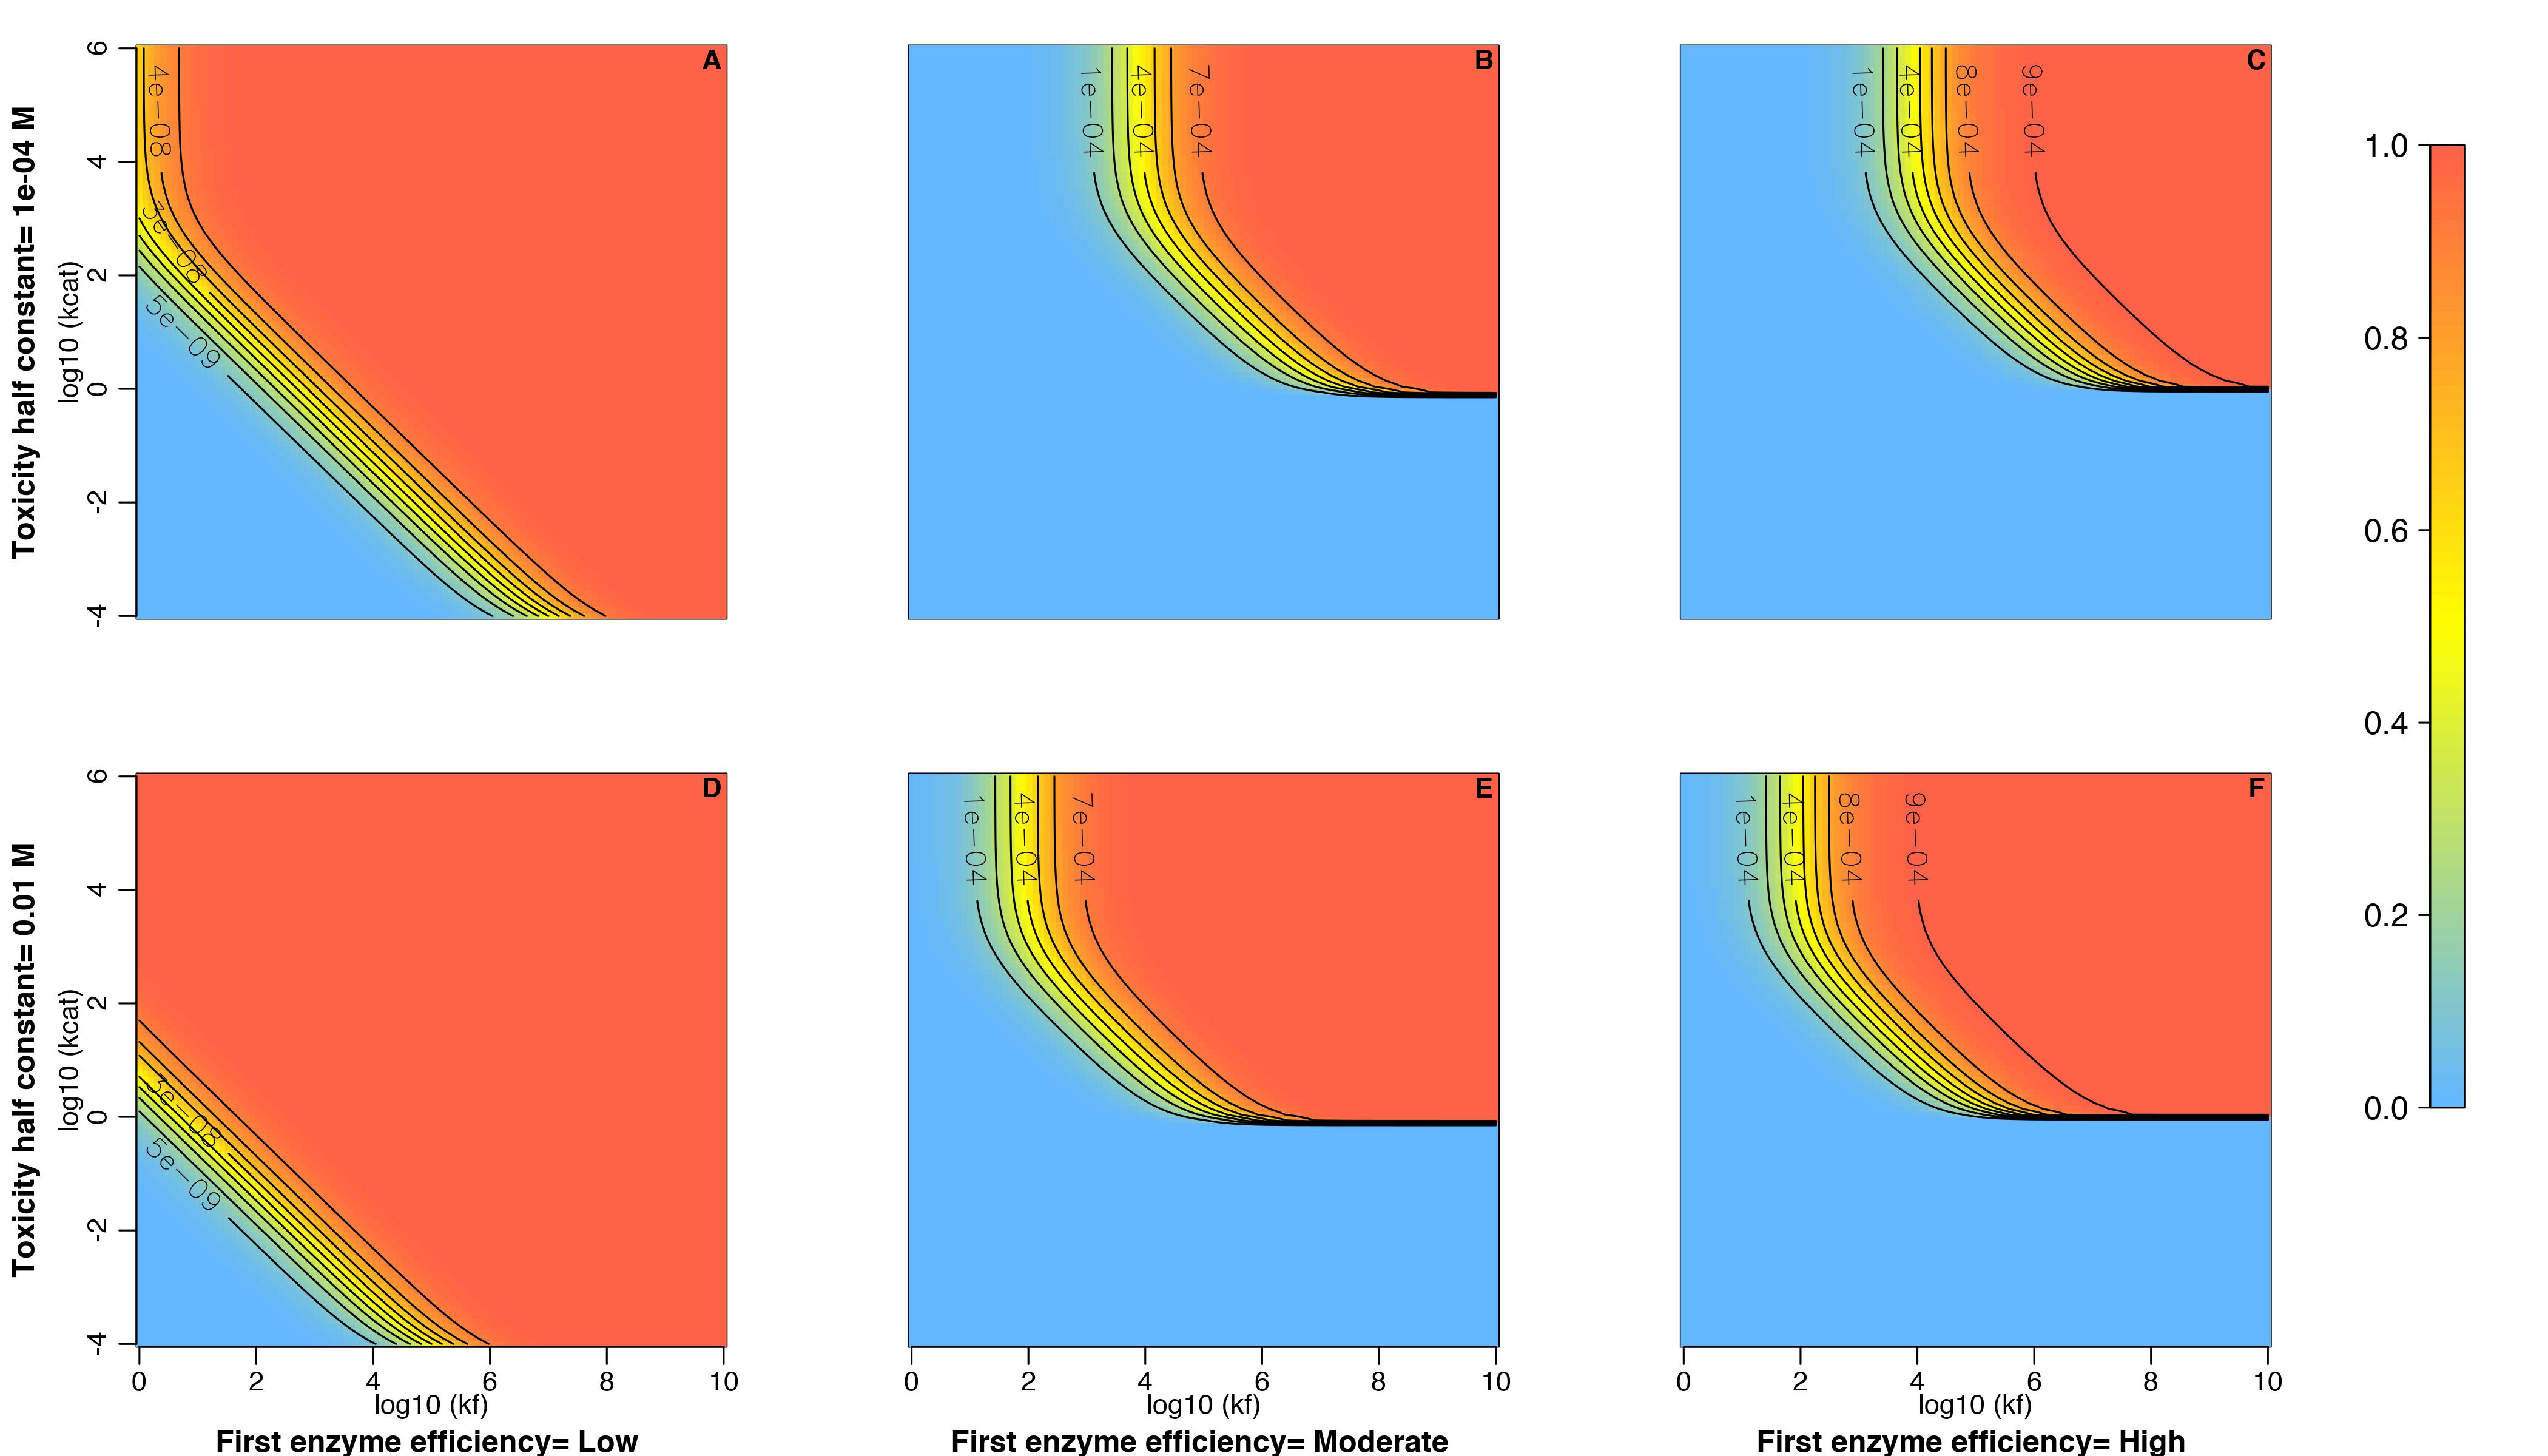 Toxicity half constant= 1e-04 M
log10 (kcat)
6
4
2
0
-2
-4
A
4e−08
3e−08
5e−09
B
1e−04
4e−04
7e−04
C
1e−04
4e−04
8e−04
9e−04
1.0
0.8
0.6
0.4
0.2
0.0
Toxicity half constant= 0.01 M
log10 (kcat)
6
4
2
0
-2
-4
D
3e−08
5e−09
E
1e−04
4e−04
7e−04
F
1e−04
4e−04
8e−04
9e−04
0 2 4 6 8 10
0 2 4 6 8 10
0 2 4 6 8 10
log10 (kf)
log10 (kf)
log10 (kf)
First enzyme efficiency= Low
First enzyme efficiency= Moderate
First enzyme efficiency= High